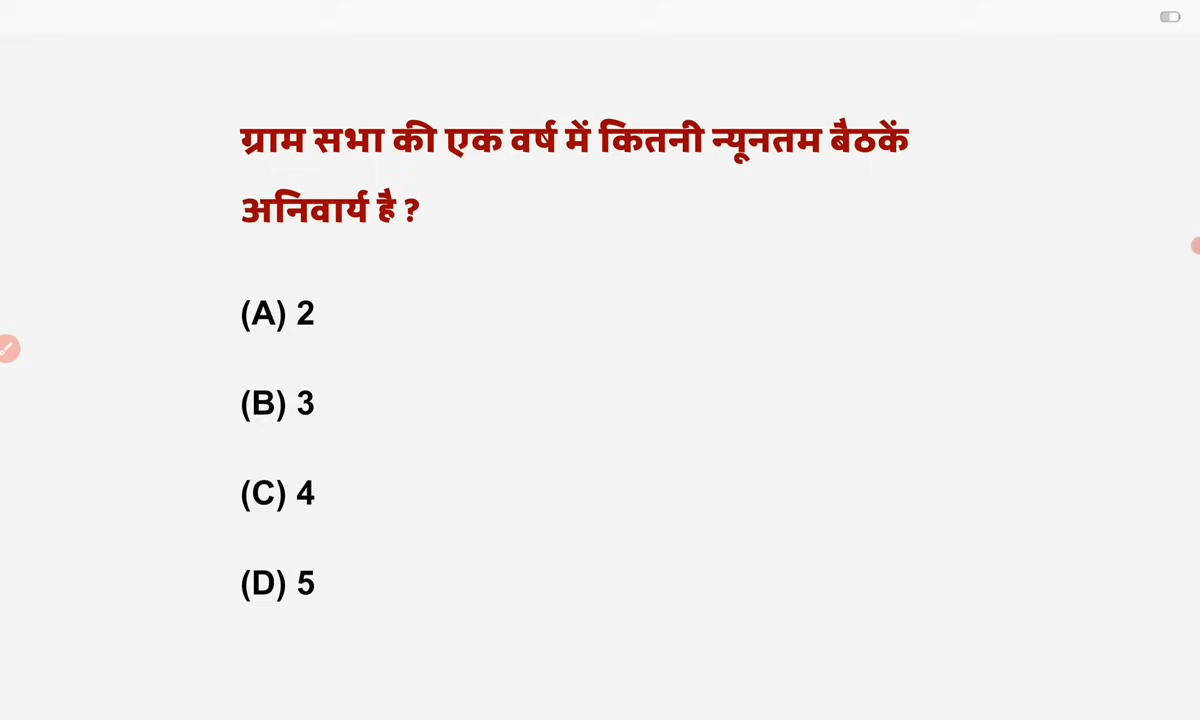 ग्राम सभा की एक वर्ष में कितनी न्यूनतम बैठकें
अनिवार्य है ?
(A) 2
(B) 3
(C) 4
(D) 5